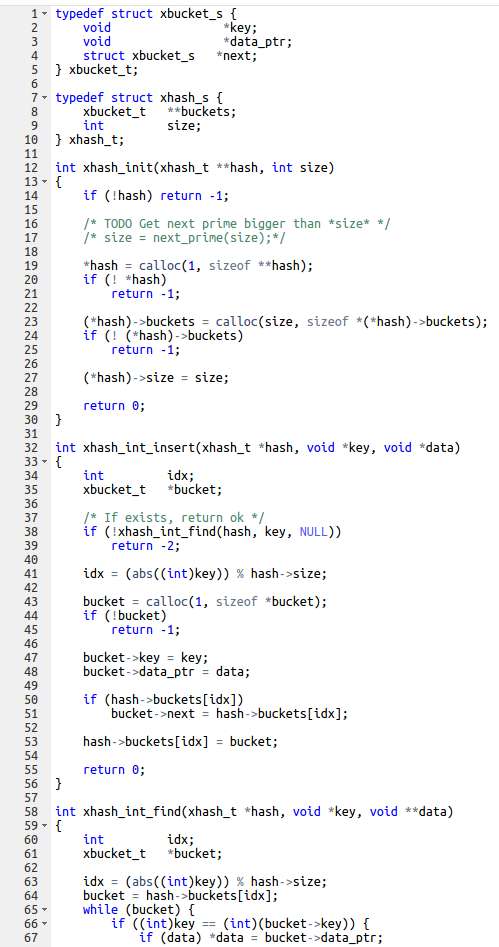 1 typedef struct xbucket_s {
2     void            *key;
3     void            *data_ptr;
4     struct xbucket_s   *next;
5 } xbucket_t;
6
7 typedef struct xhash_s {
8     xbucket_t   **buckets;
9     int         size;
10 } xhash_t;
11
12 int xhash_init(xhash_t **hash, int size)
13 {
14     if (!hash) return -1;
15
16     /* TODO Get next prime bigger than *size* */
17     /* size = next_prime(size);*/
18
19     *hash = calloc(1, sizeof **hash);
20     if (! *hash)
21         return -1;
22
23     (*hash)->buckets = calloc(size, sizeof *(*hash)->buckets);
24     if (! (*hash)->buckets)
25         return -1;
26
27     (*hash)->size = size;
28
29     return 0;
30 }
31
32 int xhash_int_insert(xhash_t *hash, void *key, void *data)
33 {
34     int         idx;
35     xbucket_t   *bucket;
36
37     /* If exists, return ok */
38     if (!xhash_int_find(hash, key, NULL))
39         return -2;
40
41     idx = (abs((int)key)) % hash->size;
42
43     bucket = calloc(1, sizeof *bucket);
44     if (!bucket)
45         return -1;
46
47     bucket->key = key;
48     bucket->data_ptr = data;
49
50     if (hash->buckets[idx])
51         bucket->next = hash->buckets[idx];
52
53     hash->buckets[idx] = bucket;
54
55     return 0;
56 }
57
58 int xhash_int_find(xhash_t *hash, void *key, void **data)
59 {
60     int         idx;
61     xbucket_t   *bucket;
62
63     idx = (abs((int)key)) % hash->size;
64     bucket = hash->buckets[idx];
65     while (bucket) {
66         if ((int)key == (int)(bucket->key)) {
67             if (data) *data = bucket->data_ptr;